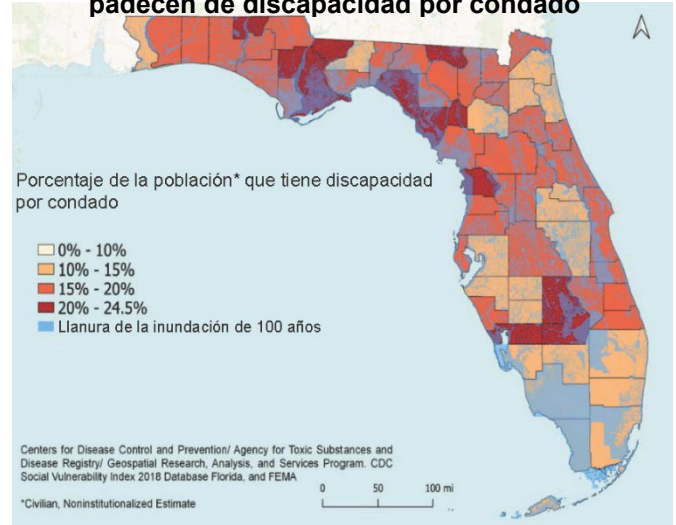 padecen de discapacidad por condado
Porcentaje de la población* que tiene discapacidad
por condado
0% - 10%
10% - 15%
15% - 20%
20% - 24.5%
Llanura de la inundación de 100 años
Centers for Disease Control and Prevention/ Agency for Toxic Substances and
Disease Registry/ Geospatial Research, Analysis, and Services Program. CDC
Social Vulnerability Index 2018 Database Florida, and FEMA
*Civilian, Noninstitutionalized Estimate
0 50 100 mi